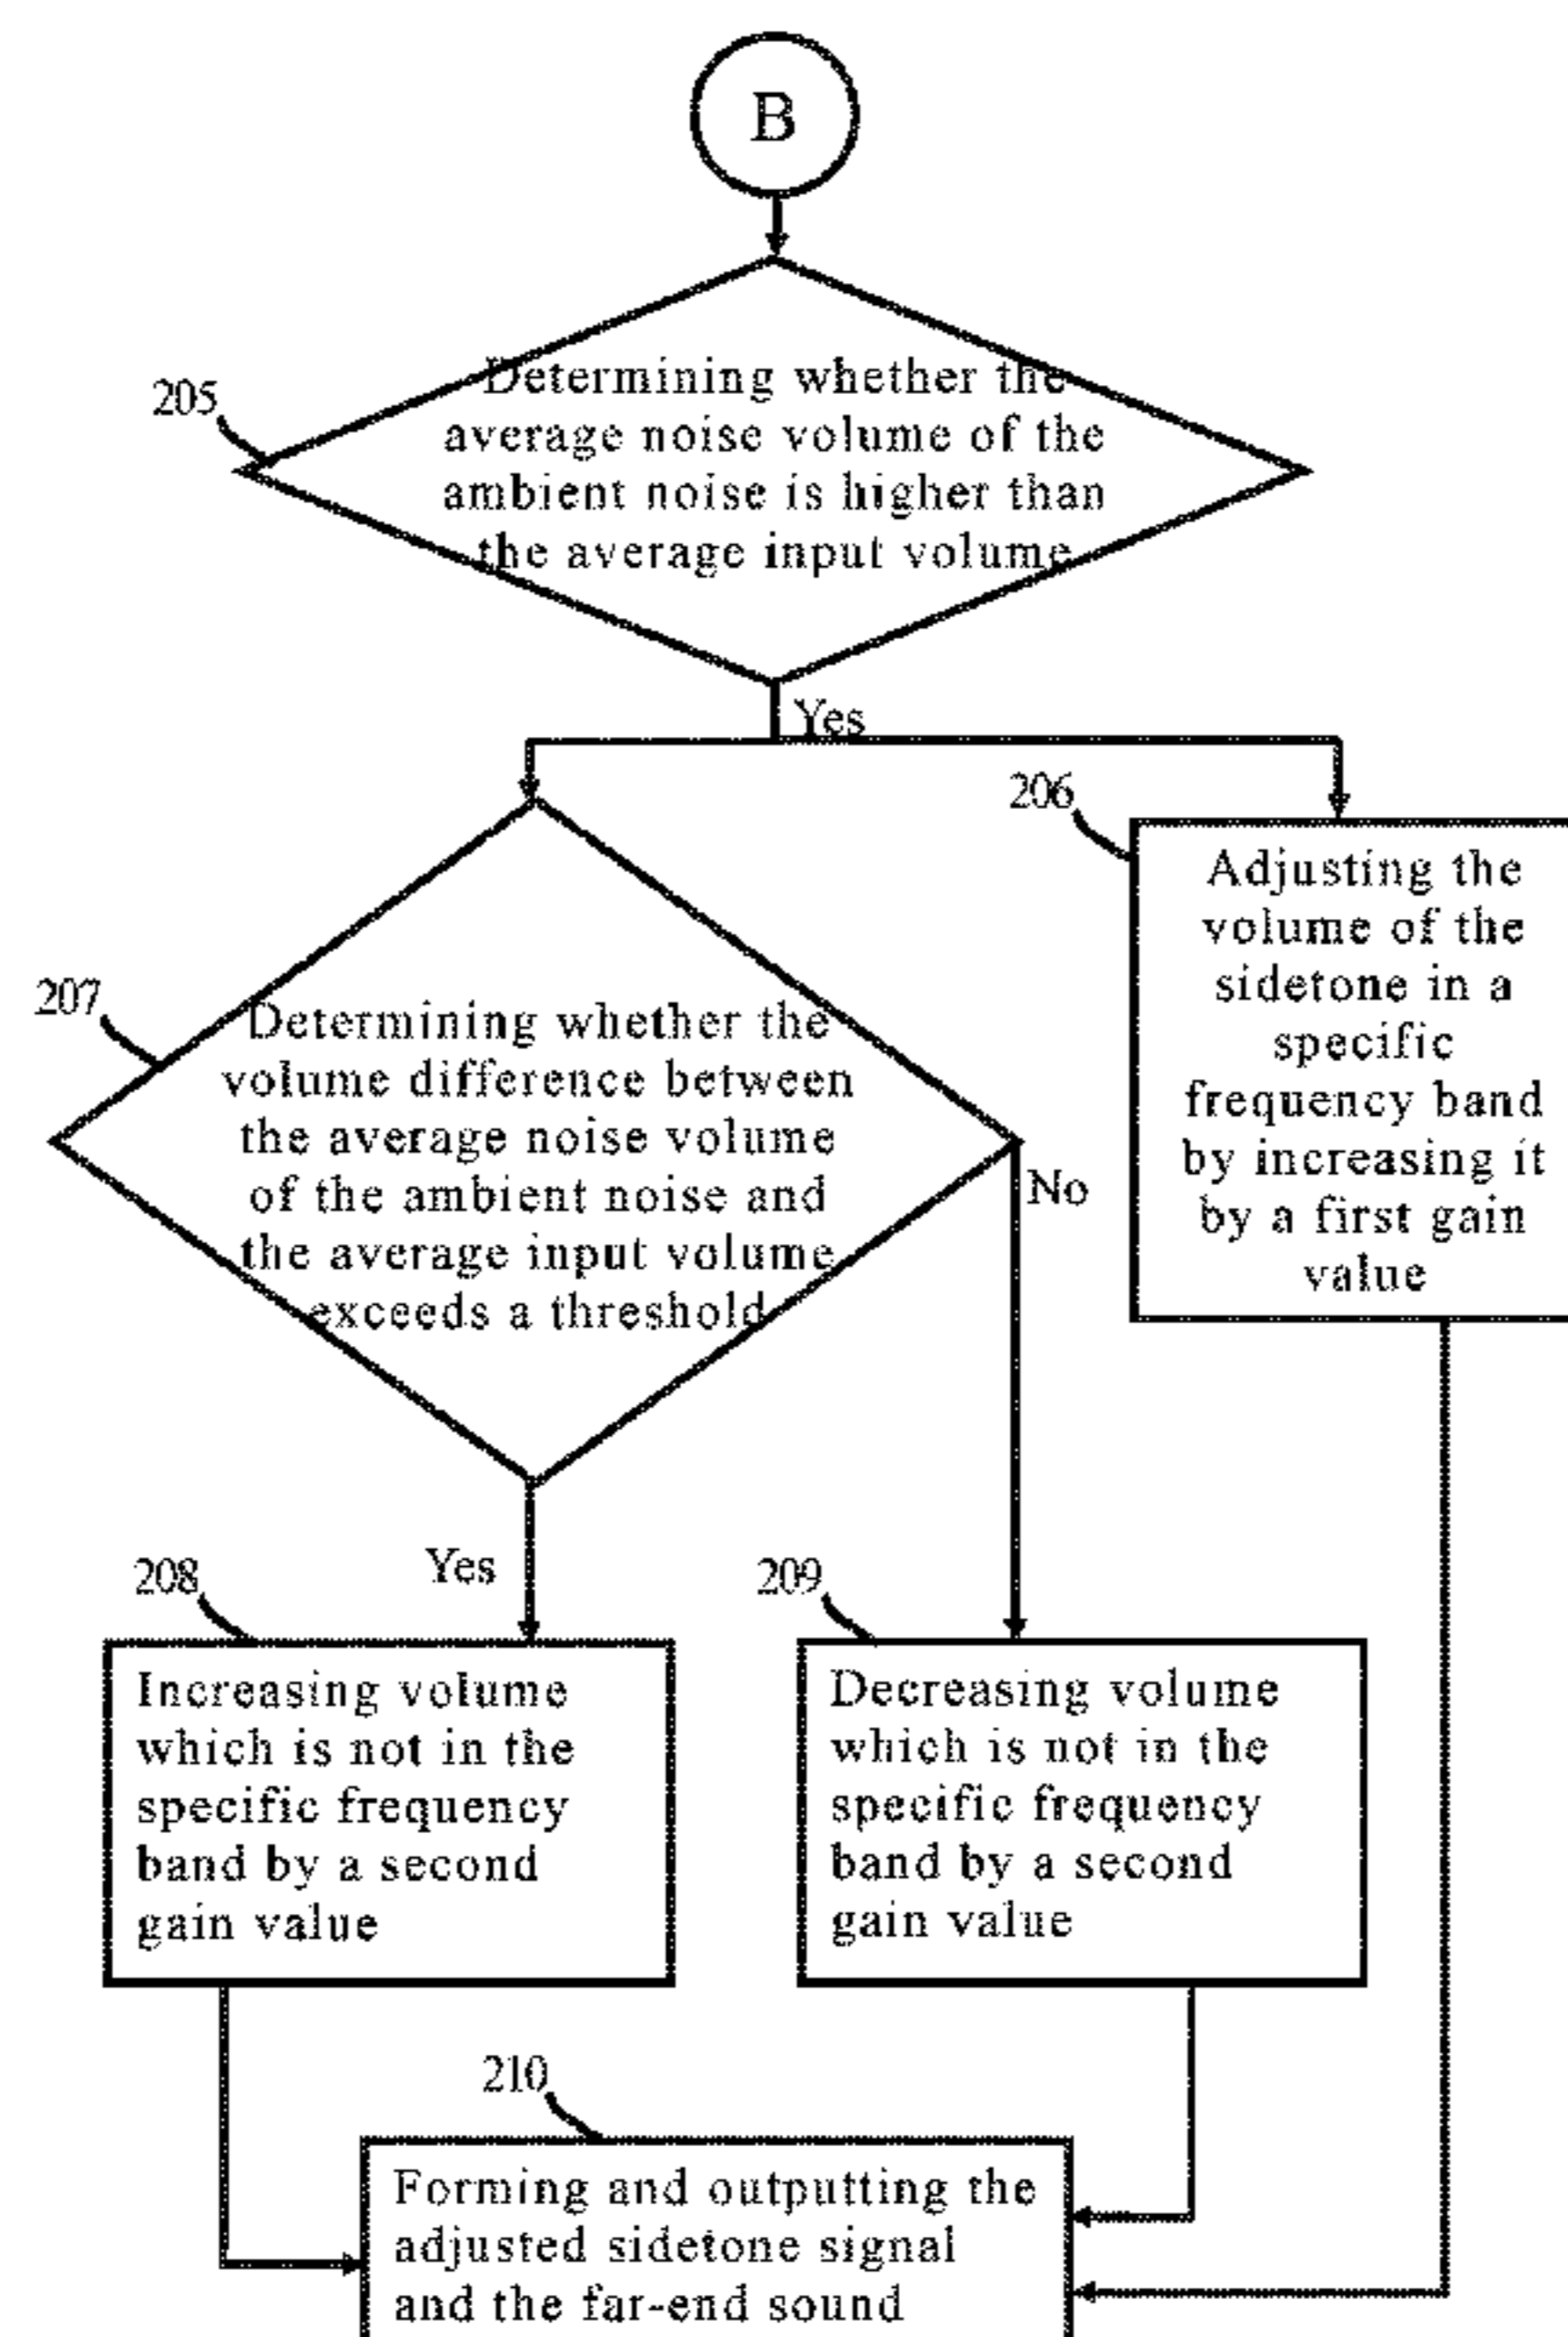 B
205
Determining whether the
average noise volume of the
ambient noise is higher than
the average input volume
Yes
206
Adjusting the
volume of the
sidetone in a
specific
frequency band
by increasing it
by a first gain
value
207
Determining whether the
volume difference between
the average noise volume
of the ambient noise and
the average input volume
exceeds a threshold
No
Yes
208
Increasing volume
which is not in the
specific frequency
band by a second
gain value
209
Decreasing volume
which is not in the
specific frequency
band by a second
gain value
210
Forming and outputting the
adjusted sidetone signal
and the far-end sound